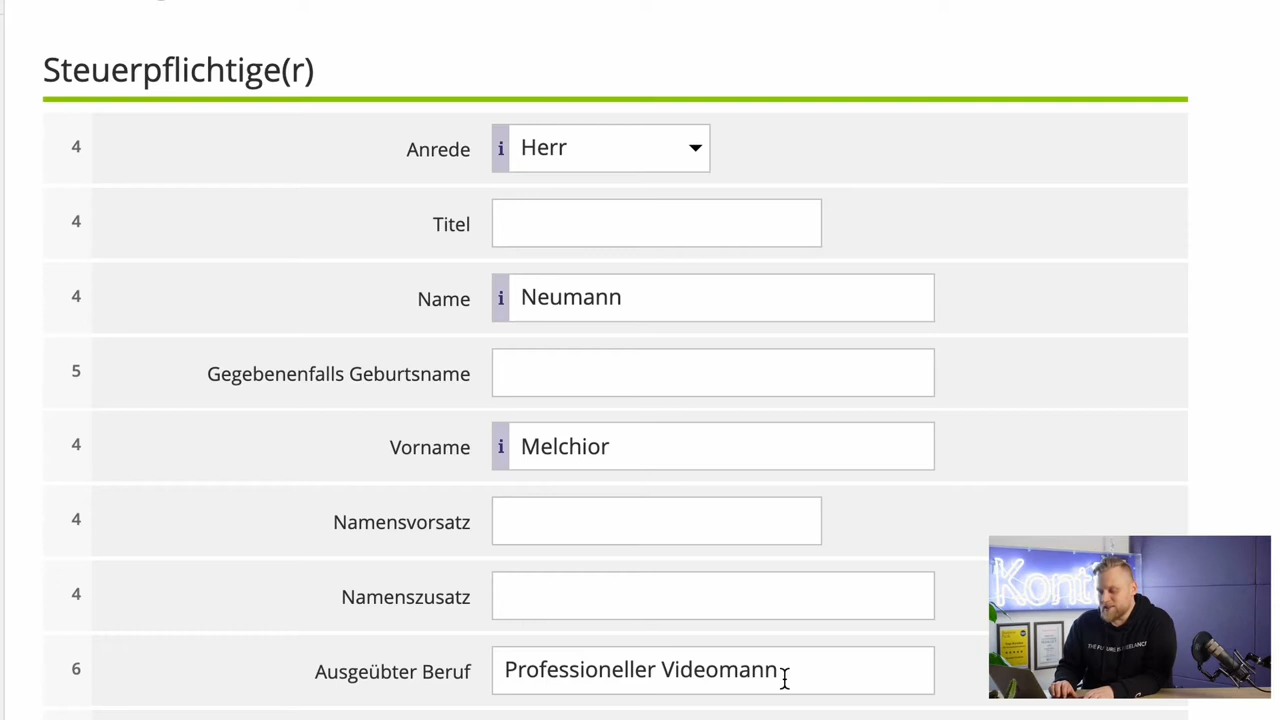 Steuerpflichtige(r)
4 Anrede i Herr
4 Titel
4 Name i Neumann
5 Gegebenenfalls Geburtsname
4 Vorname i Melchior
4 Namensvorsatz
4 Namenszusatz
6 Ausgeübter Beruf Professioneller Videomann
Kont